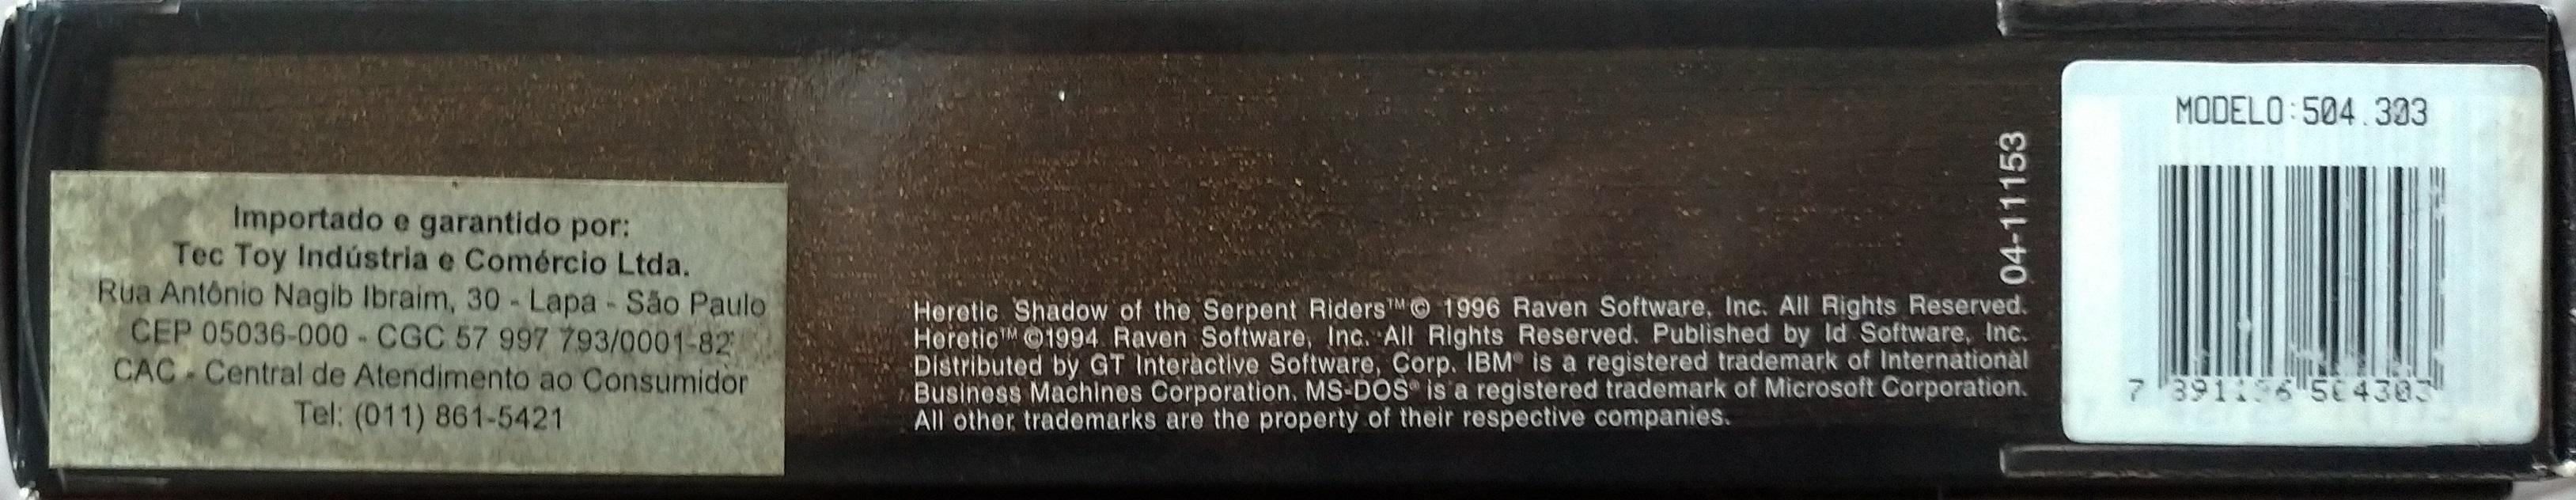 Importado e garantido por:
Tec Toy Indústria e Comércio Ltda.
Rua Antônio Nagib Ibraim, 30 - Lapa - São Paulo
CEP 05036-000 - CGC 57 997 793/0001-82
CAC - Central de Atendimento ao Consumidor
Tel: (011) 861-5421
Heretic Shadow of the Serpent Riders™© 1996 Raven Software, Inc. All Rights Reserved.
Heretic™ ©1994 Raven Software, Inc. All Rights Reserved. Published by Id Software, Inc.
Distributed by GT Interactive Software, Corp. IBM® is a registered trademark of International
Business Machines Corporation. MS-DOS® is a registered trademark of Microsoft Corporation.
All other trademarks are the property of their respective companies.
04-11153
MODELO:504.303
7